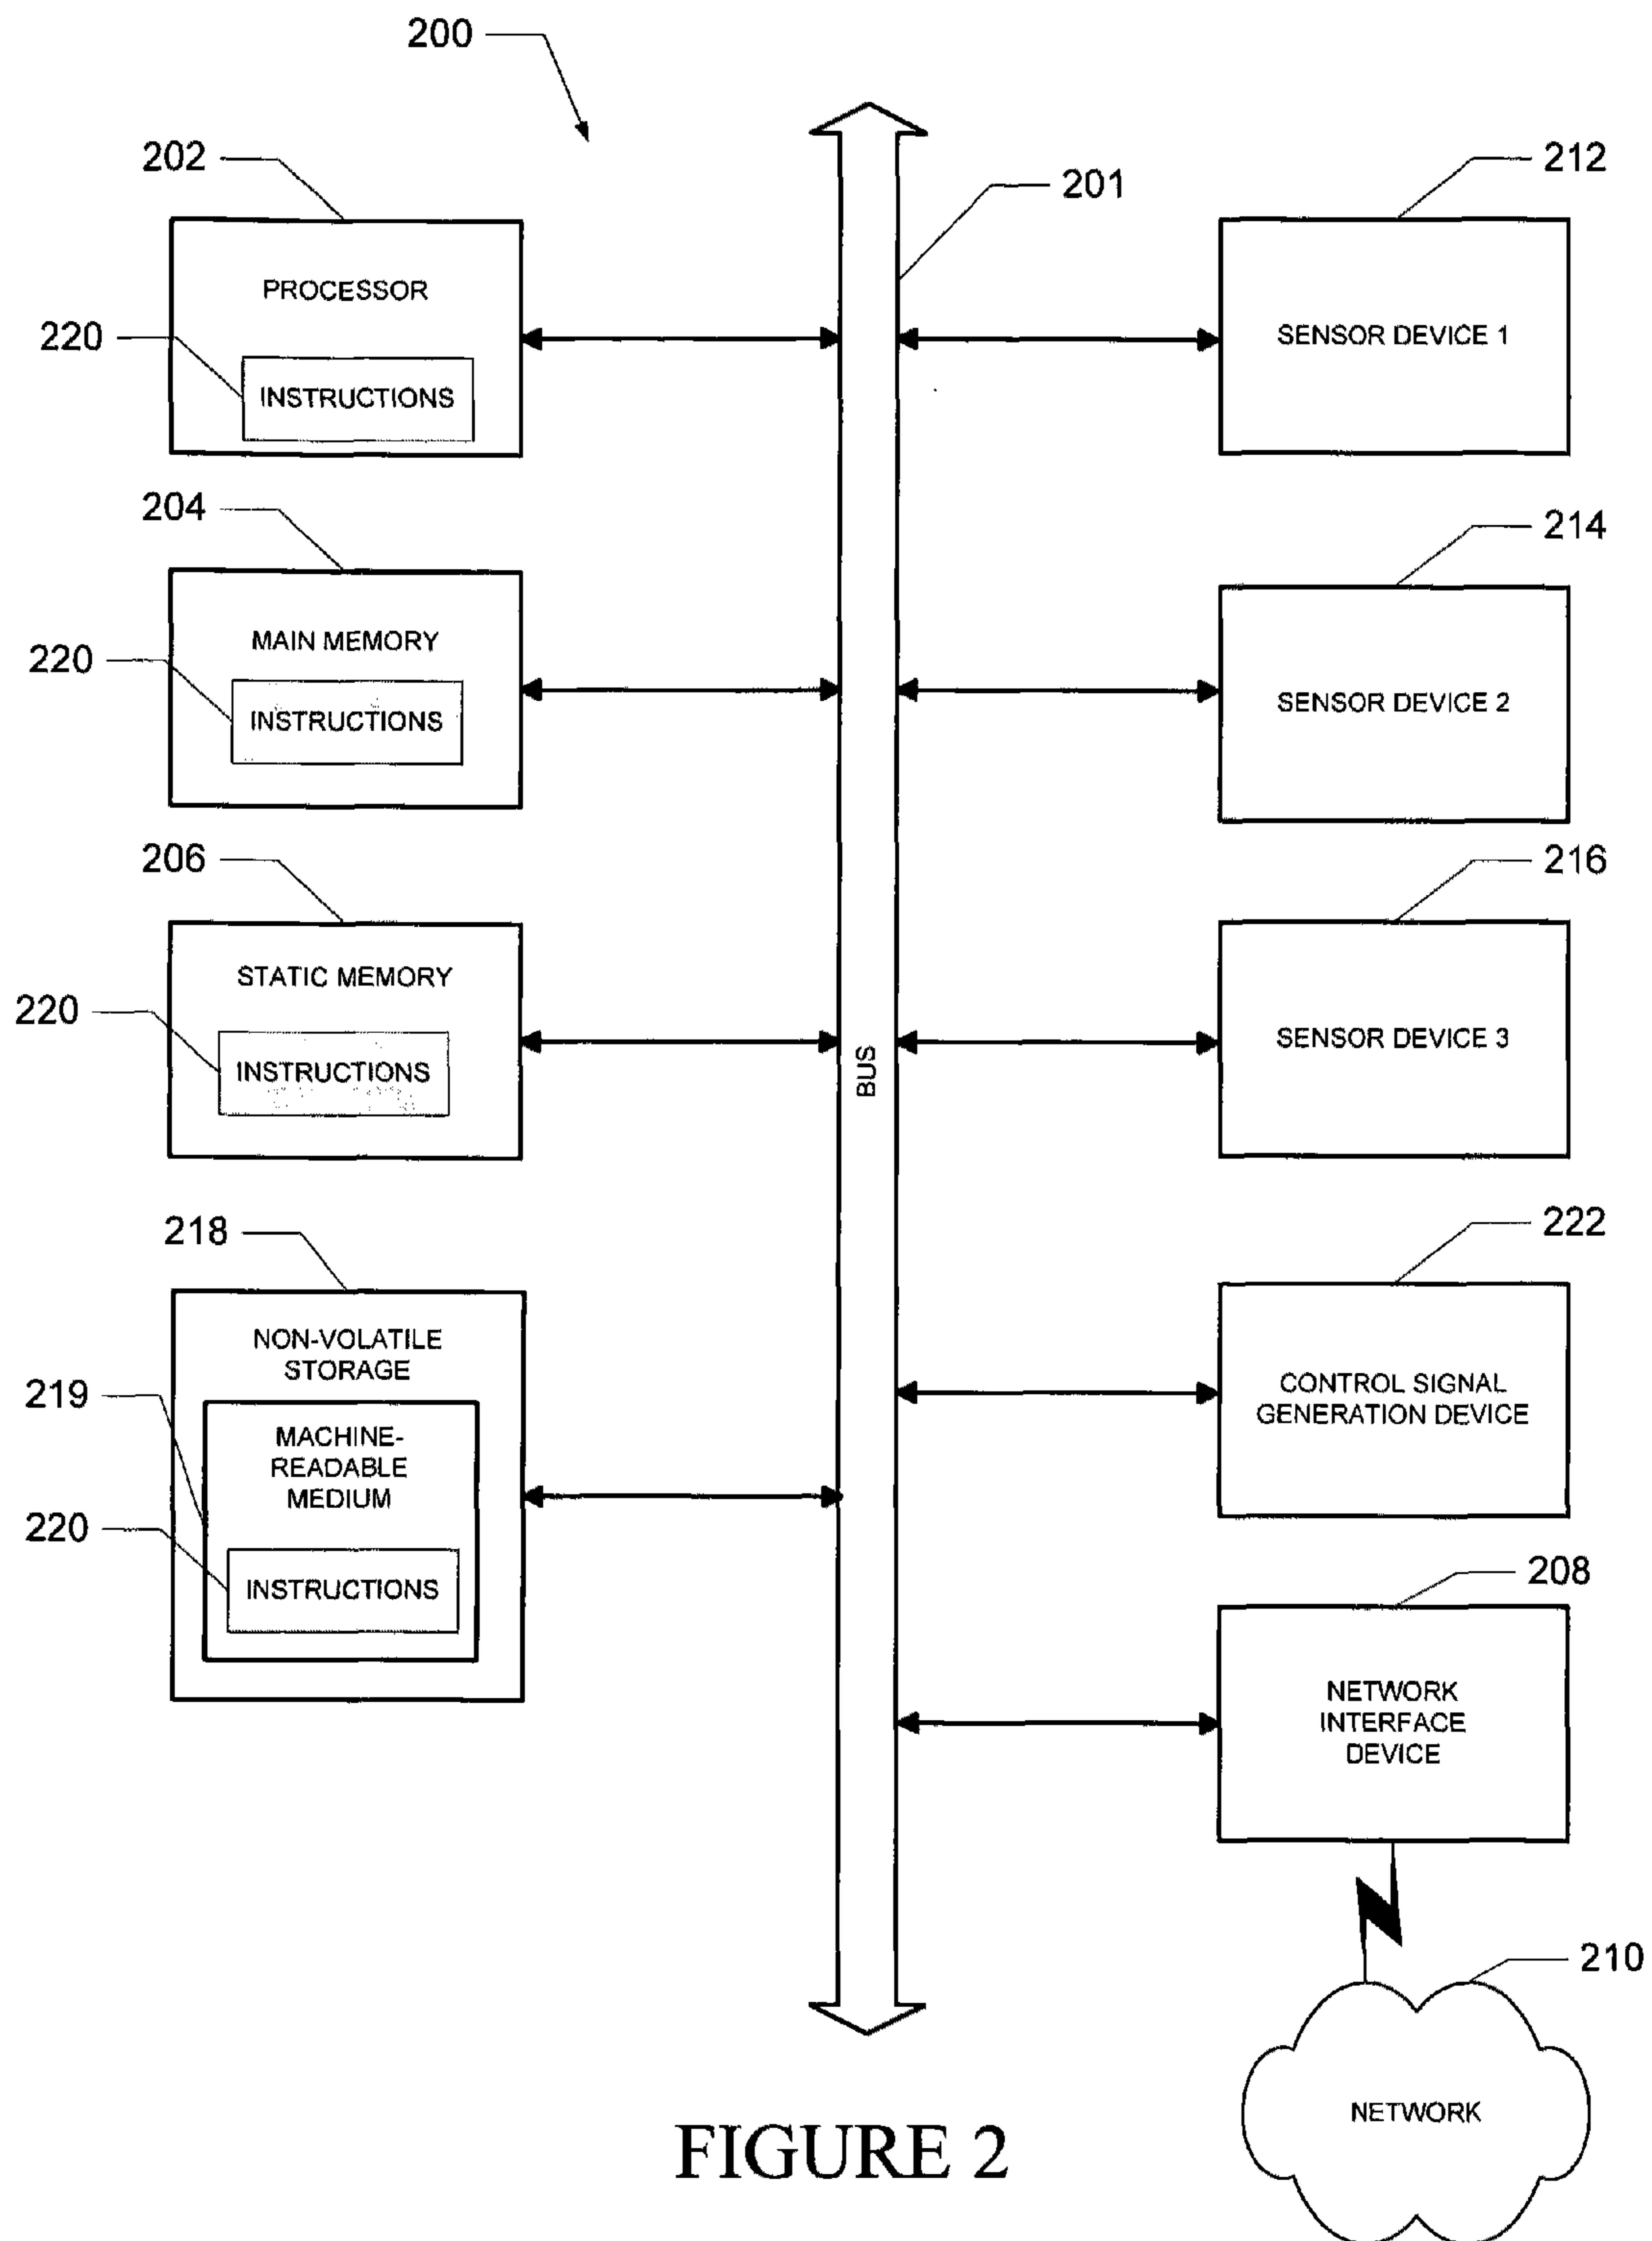 200
202
PROCESSOR
220
INSTRUCTIONS
204
MAIN MEMORY
220
INSTRUCTIONS
206
STATIC MEMORY
220
INSTRUCTIONS
218
NON-VOLATILE
STORAGE
219
MACHINE-
READABLE
MEDIUM
220
INSTRUCTIONS
201
BUS
212
SENSOR DEVICE 1
214
SENSOR DEVICE 2
216
SENSOR DEVICE 3
222
CONTROL SIGNAL
GENERATION DEVICE
208
NETWORK
INTERFACE
DEVICE
210
NETWORK
FIGURE 2